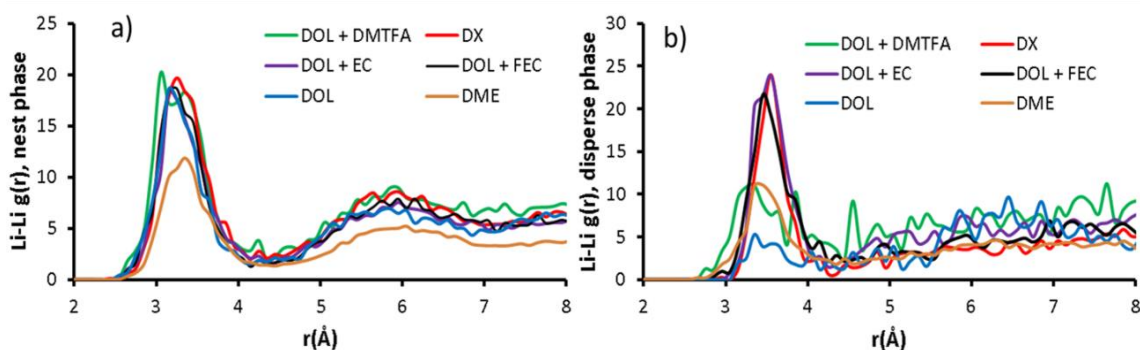 a)
Li-Li g(r), nest phase
25
20
15
10
5
0
DOL + DMTFA
DX
DOL + EC
DOL + FEC
DOL
DME
2 3 4 5 6 7 8
r(Å)
b)
Li-Li g(r), disperse phase
30
25
20
15
10
5
0
DOL + DMTFA
DX
DOL + EC
DOL + FEC
DOL
DME
2 3 4 5 6 7 8
r(Å)